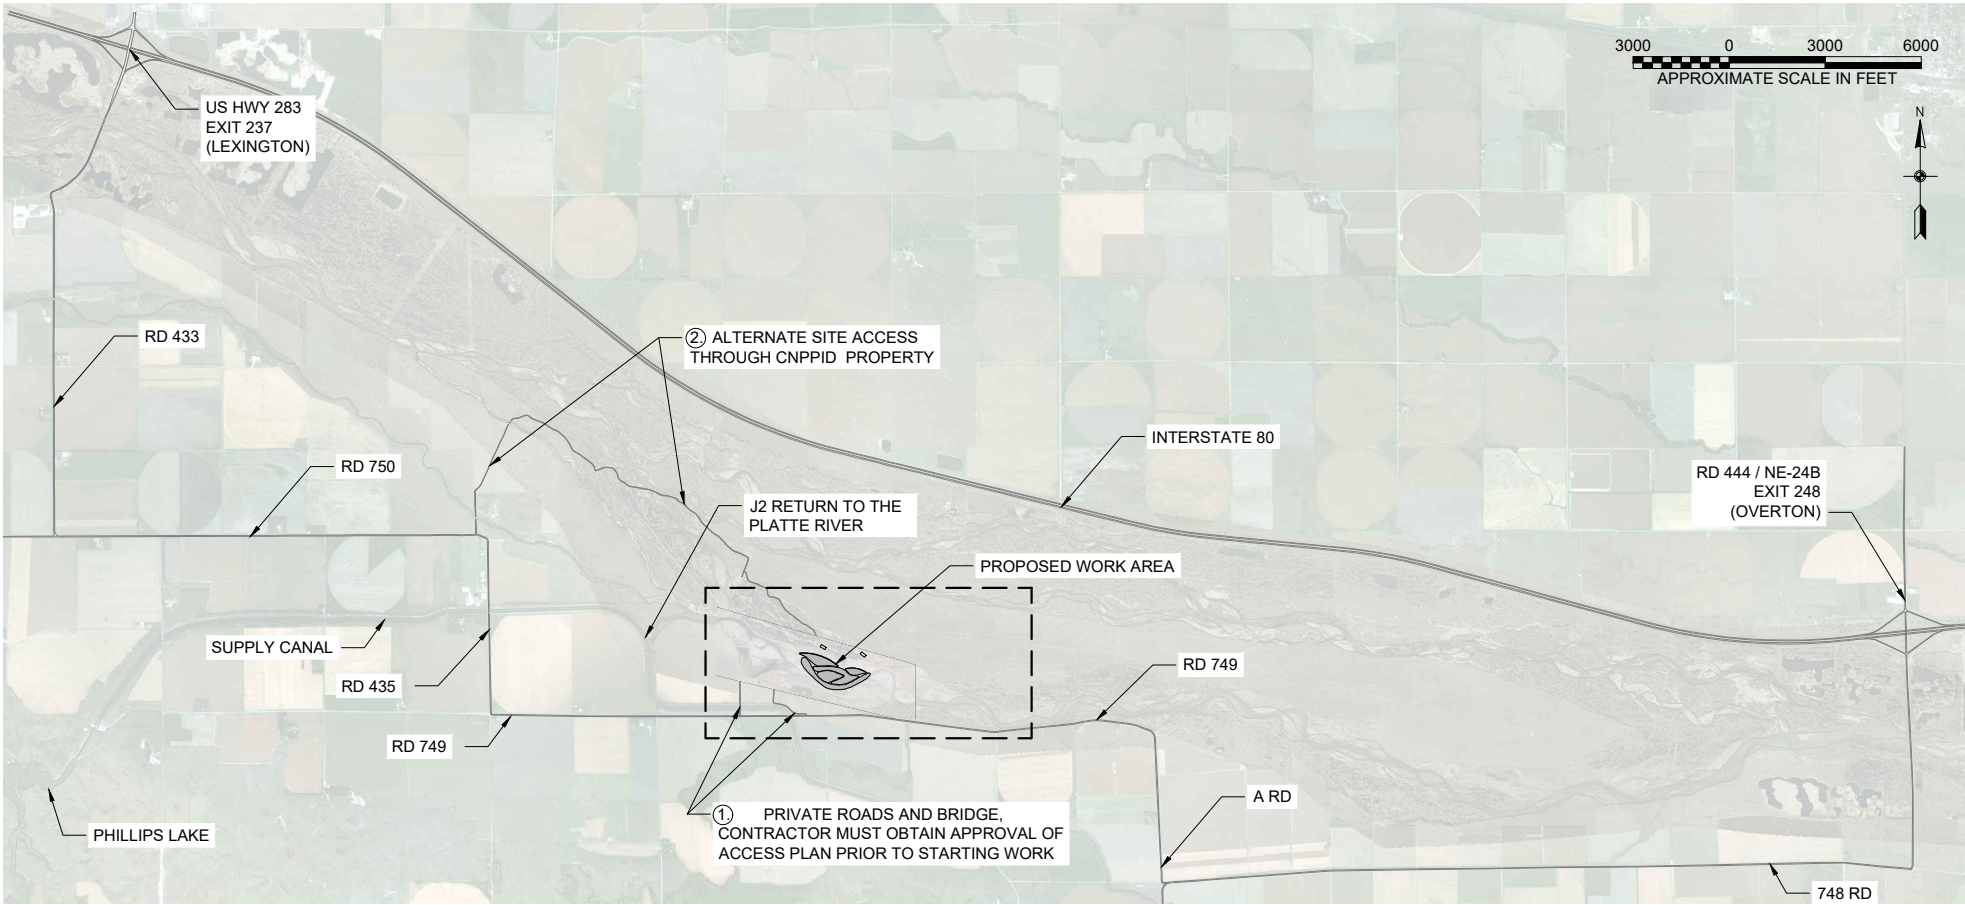 3000 0 3000 6000
APPROXIMATE SCALE IN FEET
N
US HWY 283
EXIT 237
(LEXINGTON)
RD 433
2. ALTERNATE SITE ACCESS
THROUGH CNPPID PROPERTY
INTERSTATE 80
RD 750
RD 444 / NE-24B
EXIT 248
(OVERTON)
J2 RETURN TO THE
PLATTE RIVER
PROPOSED WORK AREA
SUPPLY CANAL
RD 435
RD 749
RD 749
A RD
1. PRIVATE ROADS AND BRIDGE,
CONTRACTOR MUST OBTAIN APPROVAL OF
ACCESS PLAN PRIOR TO STARTING WORK
PHILLIPS LAKE
748 RD